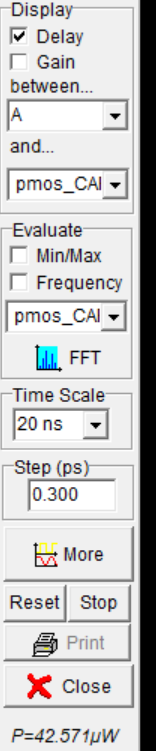 Display
Delay
Gain
between...
A
and...
pmos_CAI
Evaluate
Min/Max
Frequency
pmos_CAI
FFT
Time Scale
20 ns
Step (ps)
0.300
More
Reset Stop
Print
Close
P=42.571µW